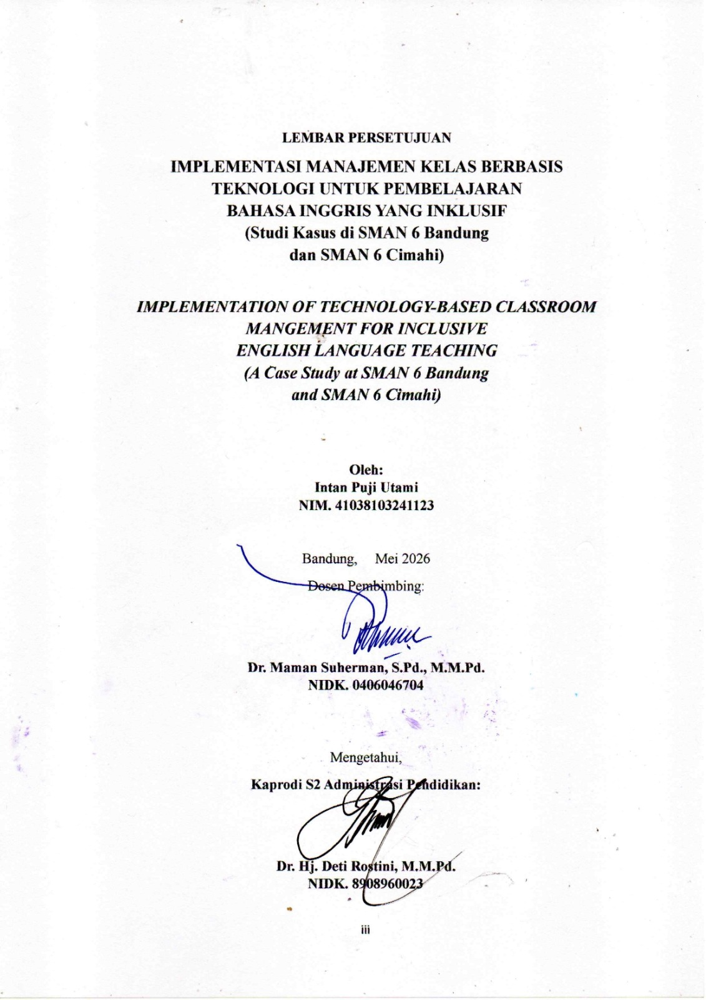 LEMBAR PERSETUJUAN
IMPLEMENTASI MANAJEMEN KELAS BERBASIS
TEKNOLOGI UNTUK PEMBELAJARAN
BAHASA INGGRIS YANG INKLUSIF
(Studi Kasus di SMAN 6 Bandung
dan SMAN 6 Cimahi)
IMPLEMENTATION OF TECHNOLOGY-BASED CLASSROOM
MANGEMENT FOR INCLUSIVE
ENGLISH LANGUAGE TEACHING
(A Case Study at SMAN 6 Bandung
and SMAN 6 Cimahi)
Oleh:
Intan Puji Utami
NIM. 41038103241123
Bandung, Mei 2026
Dosen Pembimbing:
Dr. Maman Suherman, S.Pd., M.M.Pd.
NIDK. 0406046704
Mengetahui,
Kaprodi S2 Administrasi Pendidikan:
Dr. Hj. Deti Rostini, M.M.Pd.
NIDK. 8908960023
iii